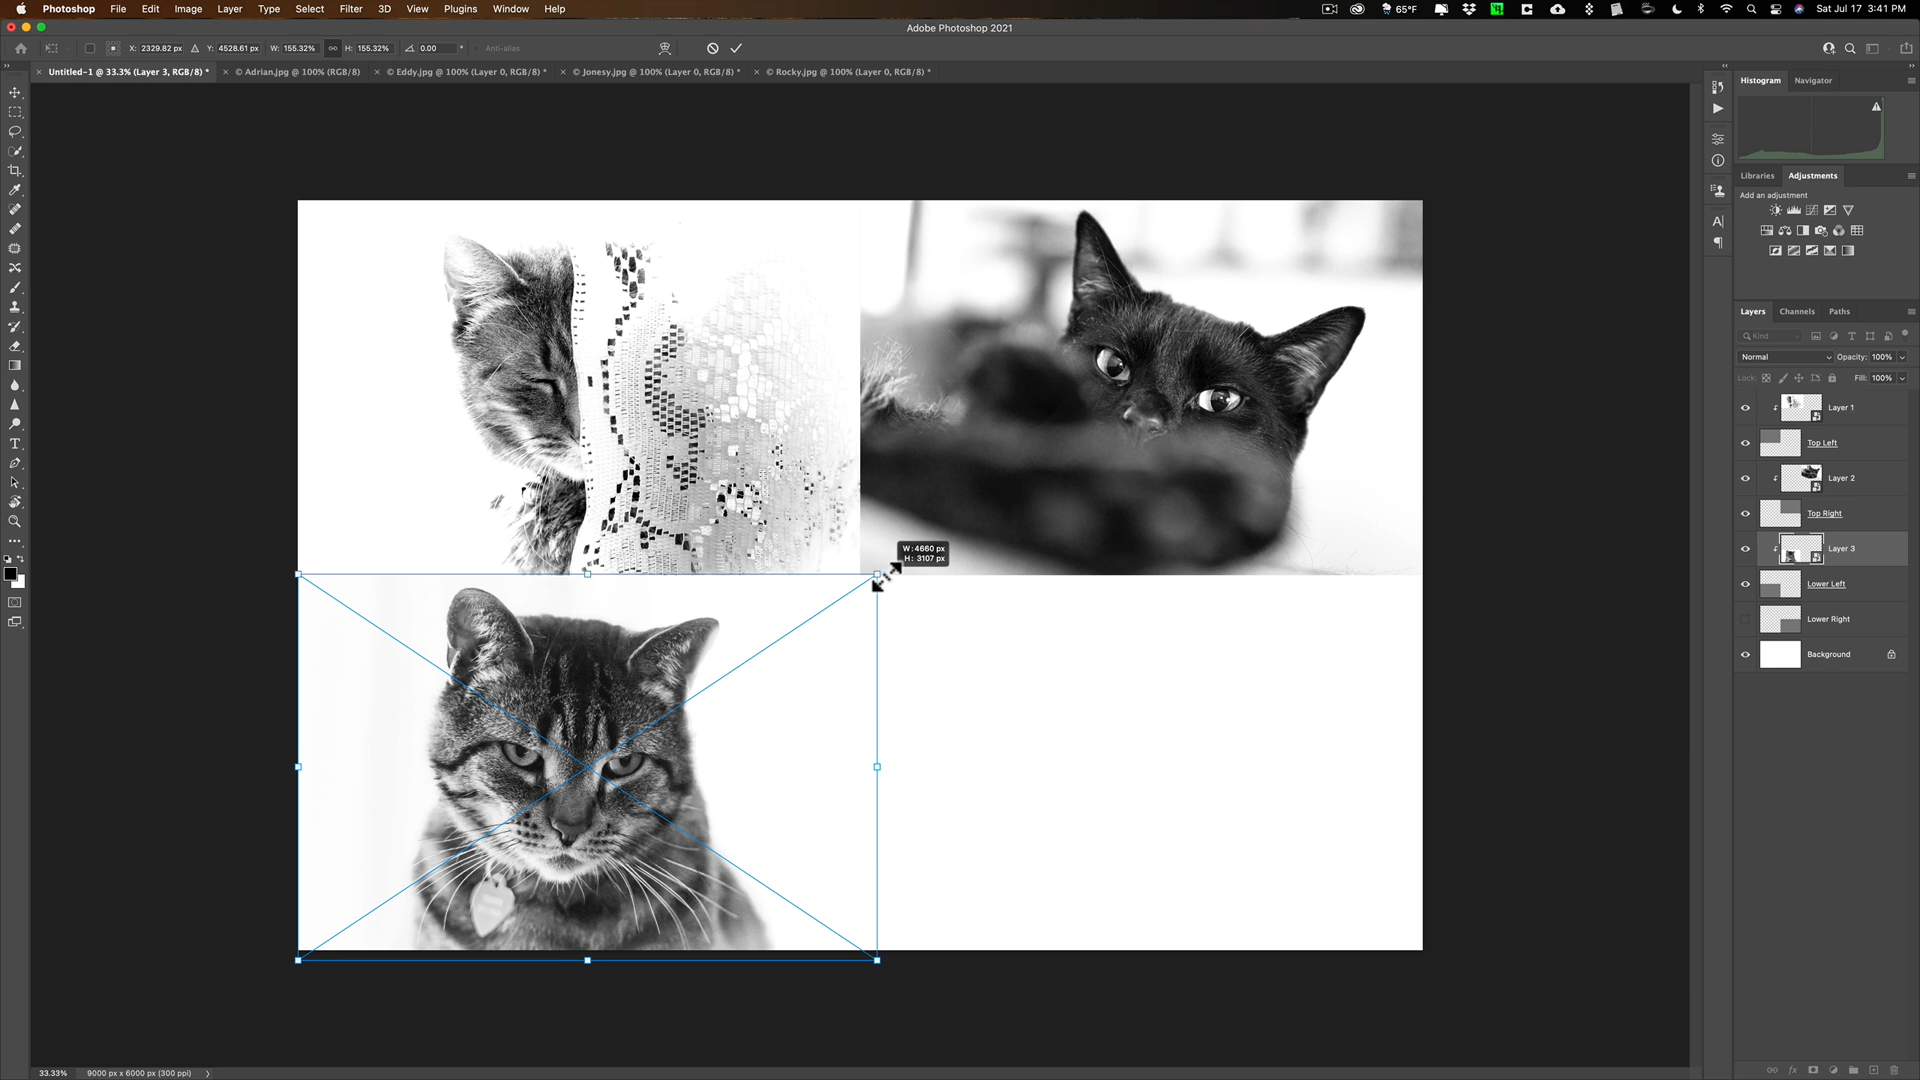 Photoshop File Edit Image Layer Type Select Filter 3D View Plugins Window Help 65°F Sat Jul 17 3:41 PM
Adobe Photoshop 2021
X: 2329.82 px Y: 4528.61 px W: 155.32% H: 155.32% 0.00 ° Anti-alias
× Untitled-1 @ 33.3% (Layer 3, RGB/8) * × © Adrian.jpg @ 100% (RGB/8) × © Eddy.jpg @ 100% (Layer 0, RGB/8) * × © Jonesy.jpg @ 100% (Layer 0, RGB/8) * × © Rocky.jpg @ 100% (Layer 0, RGB/8) *
Histogram Navigator
Libraries Adjustments
Add an adjustment
Layers Channels Paths
Kind
Normal Opacity: 100%
Lock: Fill: 100%
Layer 1
Top Left
Layer 2
Top Right
W: 4660 px
H: 3107 px
Layer 3
Lower Left
Lower Right
Background
33.33% 9000 px x 6000 px (300 ppi)